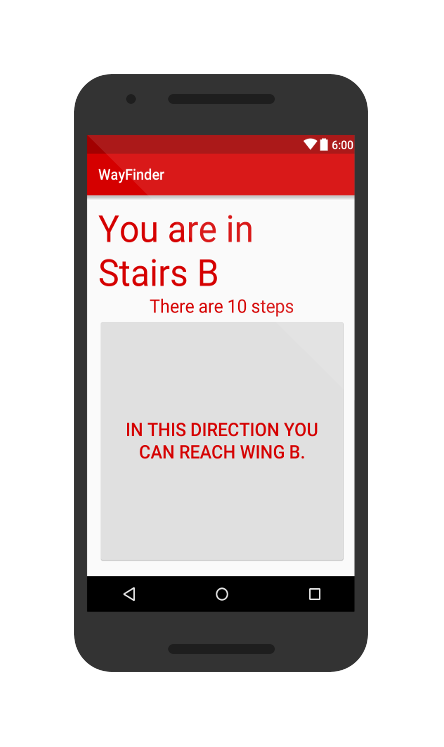 6:00
WayFinder
You are in
Stairs B
There are 10 steps
IN THIS DIRECTION YOU
CAN REACH WING B.